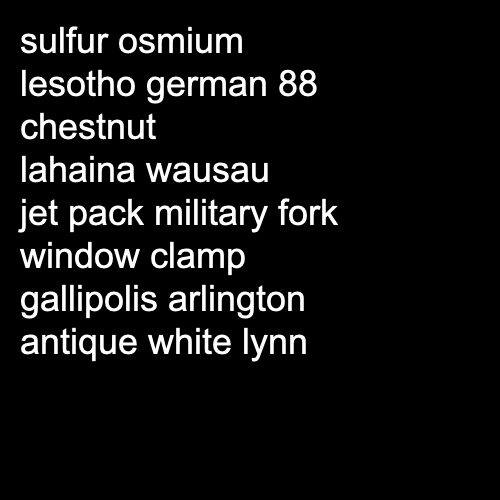 sulfur osmium
lesotho german 88
chestnut
lahaina wausau
jet pack military fork
window clamp
gallipolis arlington
antique white lynn